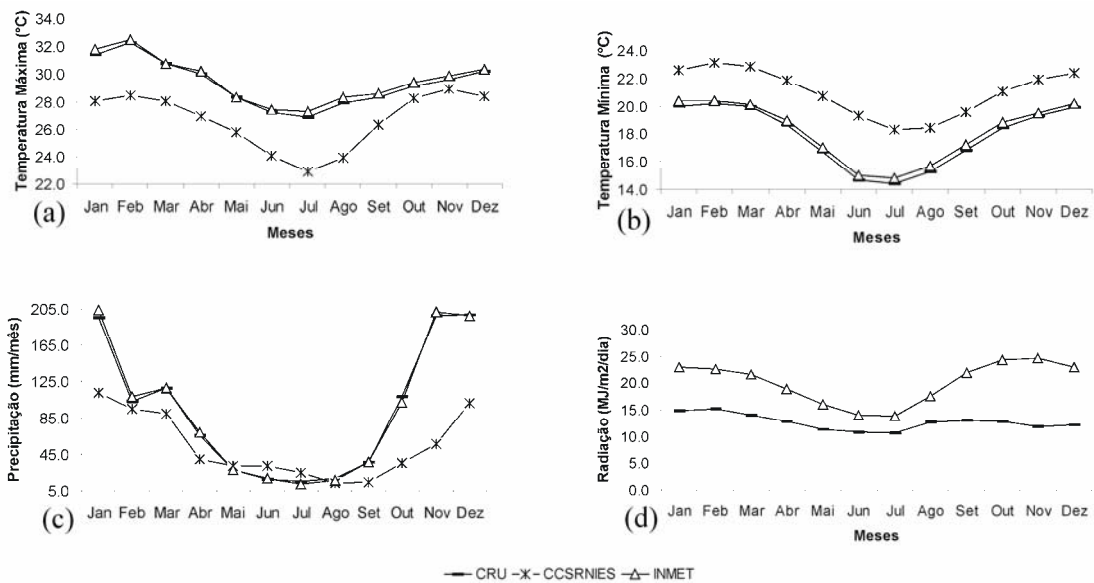 Temperatura Máxima (°C)
34.0
32.0
30.0
28.0
26.0
24.0
22.0
Jan Feb Mar Abr Mai Jun Jul Ago Set Out Nov Dez
Meses
(a)
Temperatura Mínima (°C)
24.0
22.0
20.0
18.0
16.0
14.0
Jan Feb Mar Abr Mai Jun Jul Ago Set Out Nov Dez
Meses
(b)
Precipitação (mm/mês)
205.0
165.0
125.0
85.0
45.0
5.0
Jan Feb Mar Abr Mai Jun Jul Ago Set Out Nov Dez
(c)
Radiação (MJ/m2/dia)
30.0
25.0
20.0
15.0
10.0
5.0
0.0
Jan Feb Mar Abr Mai Jun Jul Ago Set Out Nov Dez
Meses
(d)
CRU CCSRNIES INMET